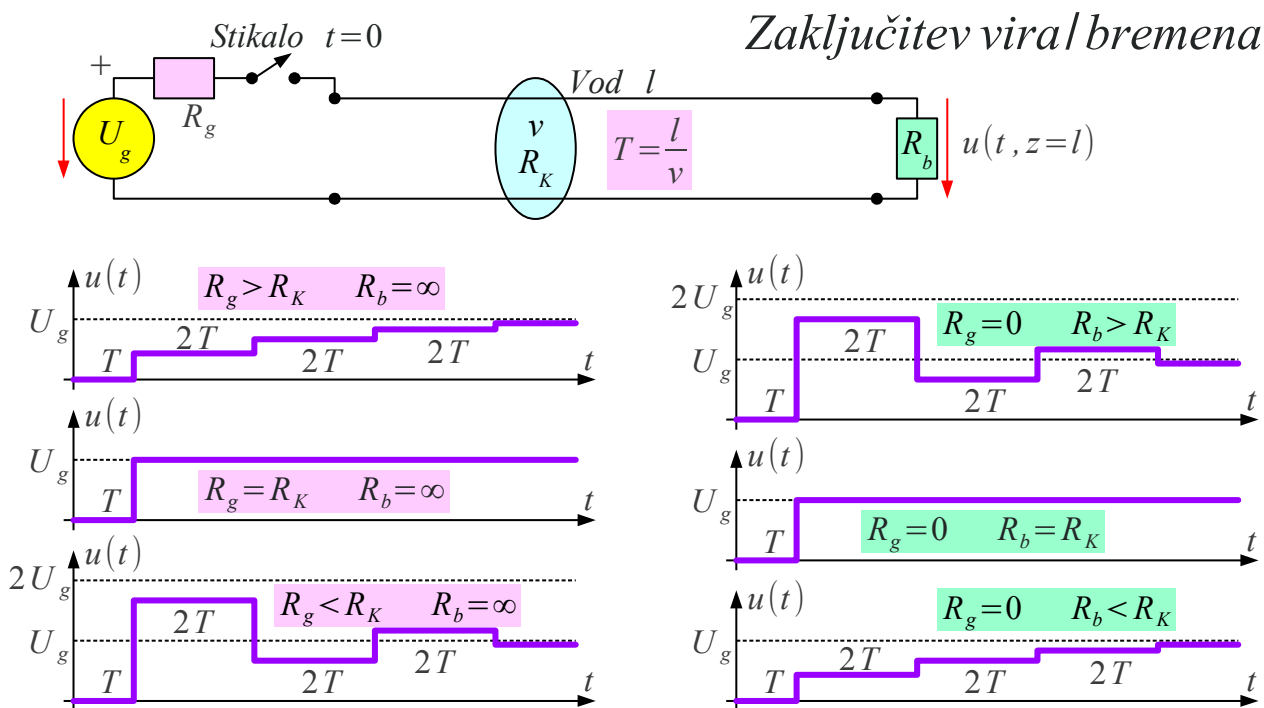 Zaključitev vira/bremena
Stikalo t=0
+
R_g
U_g
Vod l
v
R_K
T=l/v
R_b
u(t, z=l)
u(t)
R_g>R_K R_b=∞
U_g
T
2T
2T
2T
t
u(t)
U_g
T
R_g=R_K R_b=∞
t
u(t)
2U_g
R_g<R_K R_b=∞
U_g
T
2T
2T
2T
t
u(t)
2U_g
R_g=0 R_b>R_K
U_g
T
2T
2T
2T
t
u(t)
U_g
T
R_g=0 R_b=R_K
t
u(t)
R_g=0 R_b<R_K
U_g
T
2T
2T
2T
t